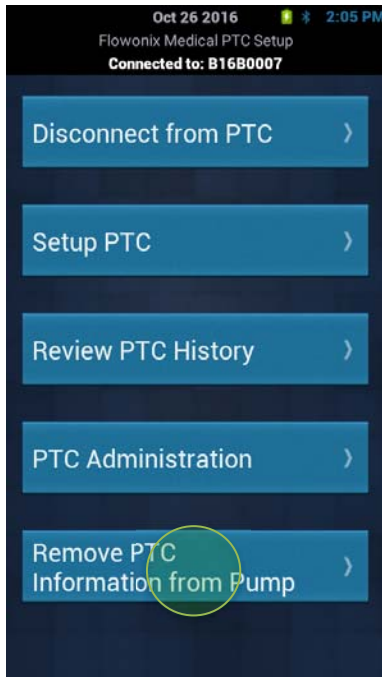 Oct 26 2016 2:05 PM
Flowonix Medical PTC Setup
Connected to: B16B0007
Disconnect from PTC
Setup PTC
Review PTC History
PTC Administration
Remove PTC
Information from Pump